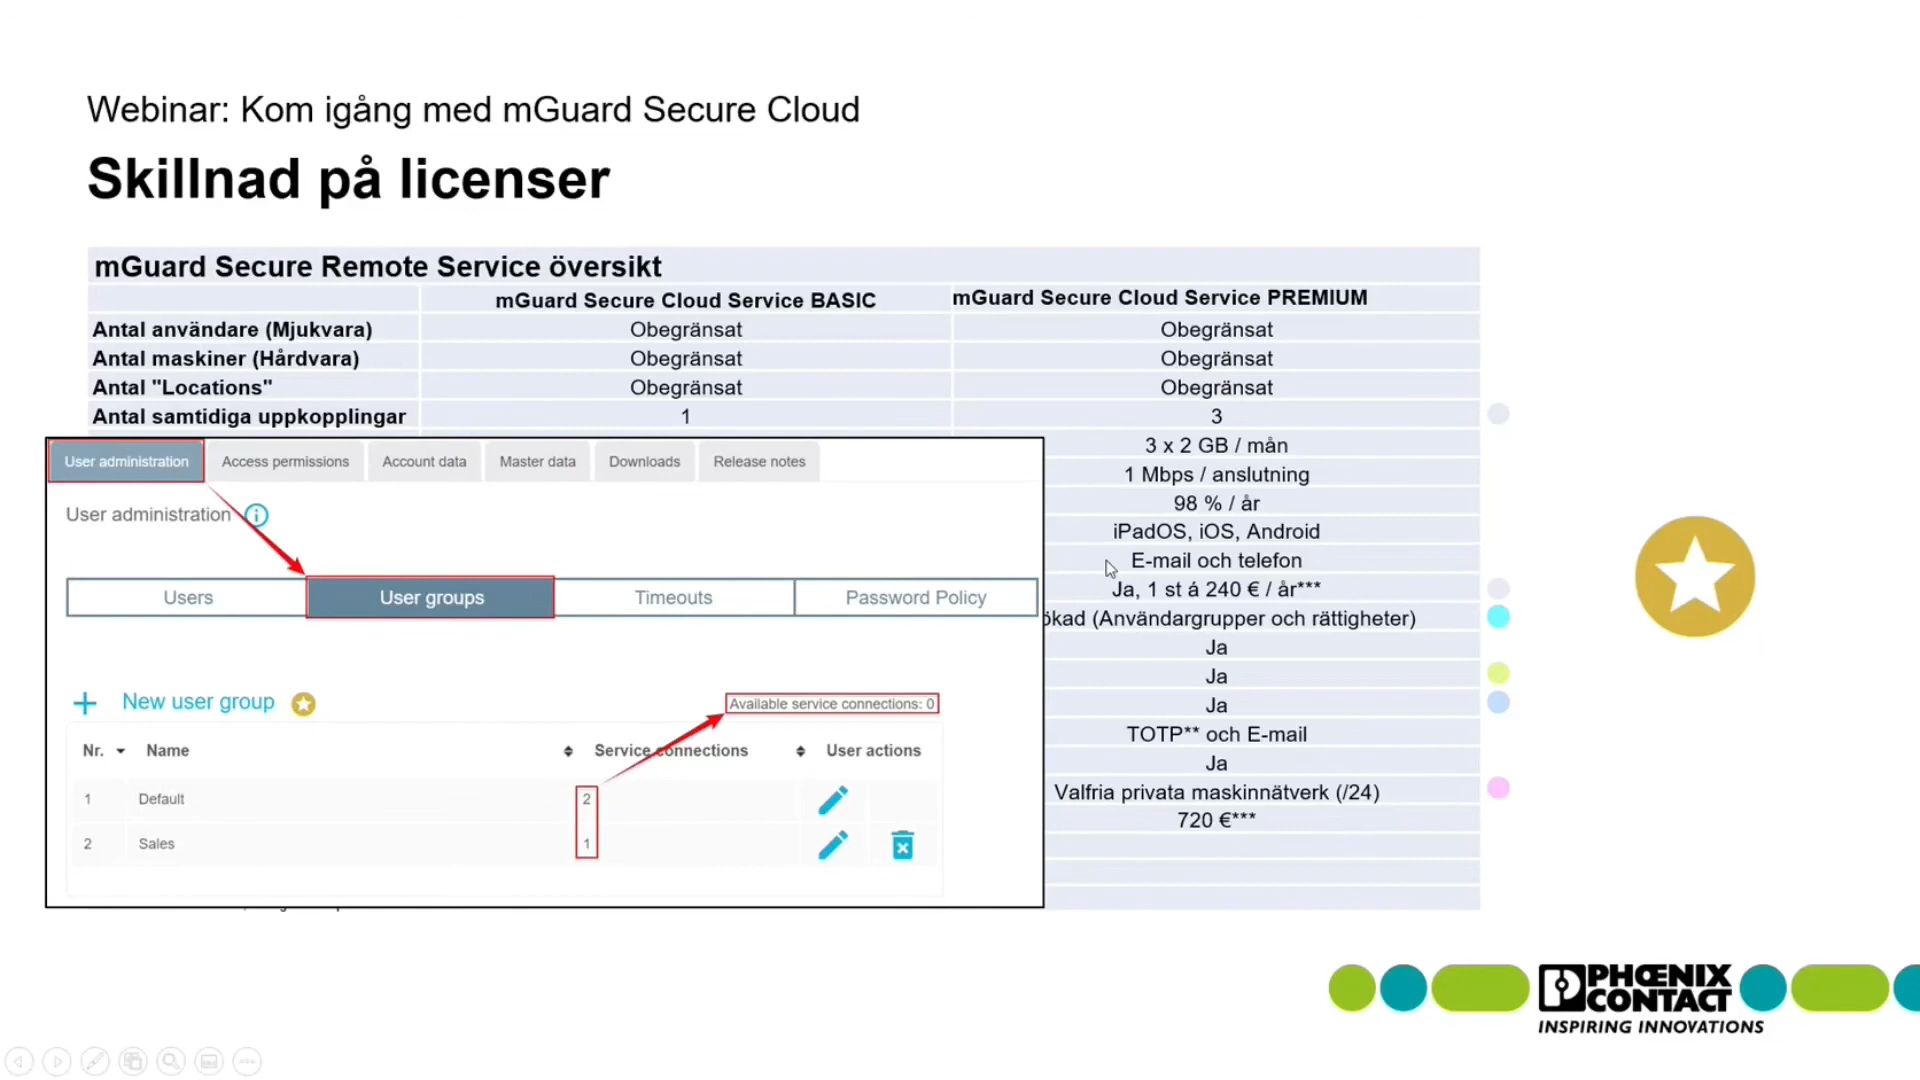 Webinar: Kom igång med mGuard Secure Cloud
Skillnad på licenser
mGuard Secure Remote Service översikt
mGuard Secure Cloud Service BASIC mGuard Secure Cloud Service PREMIUM
Antal användare (Mjukvara) Obegränsat Obegränsat
Antal maskiner (Hårdvara) Obegränsat Obegränsat
Antal "Locations" Obegränsat Obegränsat
Antal samtidiga uppkopplingar 1 3
3 x 2 GB / mån
1 Mbps / anslutning
98 % / år
iPadOS, iOS, Android
E-mail och telefon
Ja, 1 st á 240 € / år***
(Användargrupper och rättigheter)
Ja
Ja
Ja
TOTP** och E-mail
Ja
Valfria privata maskinnätverk (/24)
720 €***
User administration Access permissions Account data Master data Downloads Release notes
User administration
Users User groups Timeouts Password Policy
New user group
Available service connections: 0
Nr. Name Service connections User actions
1 Default 2
2 Sales 1
PHŒNIX
CONTACT
INSPIRING INNOVATIONS